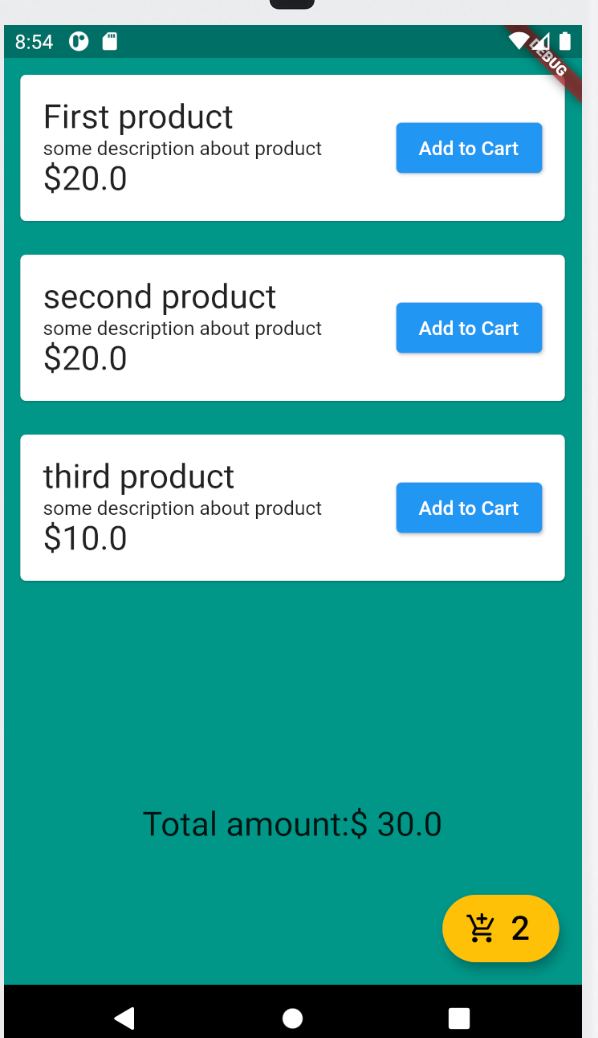 8:54
DEBUG
First product
some description about product
$20.0
Add to Cart
second product
some description about product
$20.0
Add to Cart
third product
some description about product
$10.0
Add to Cart
Total amount:$ 30.0
2